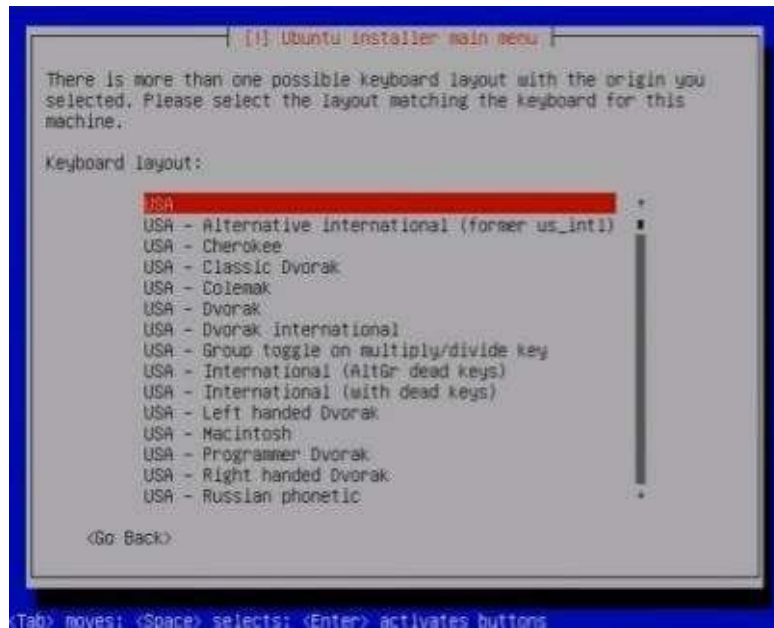 [!] Ubuntu installer main menu
There is more than one possible keyboard layout with the origin you
selected. Please select the layout matching the keyboard for this
machine.
Keyboard layout:
USA
USA - Alternative international (former us_intl)
USA - Cherokee
USA - Classic Dvorak
USA - Colemak
USA - Dvorak
USA - Dvorak international
USA - Group toggle on multiply/divide key
USA - International (AltGr dead keys)
USA - International (with dead keys)
USA - Left handed Dvorak
USA - Macintosh
USA - Programmer Dvorak
USA - Right handed Dvorak
USA - Russian phonetic
<Go Back>
<Tab> moves; <Space> selects; <Enter> activates buttons